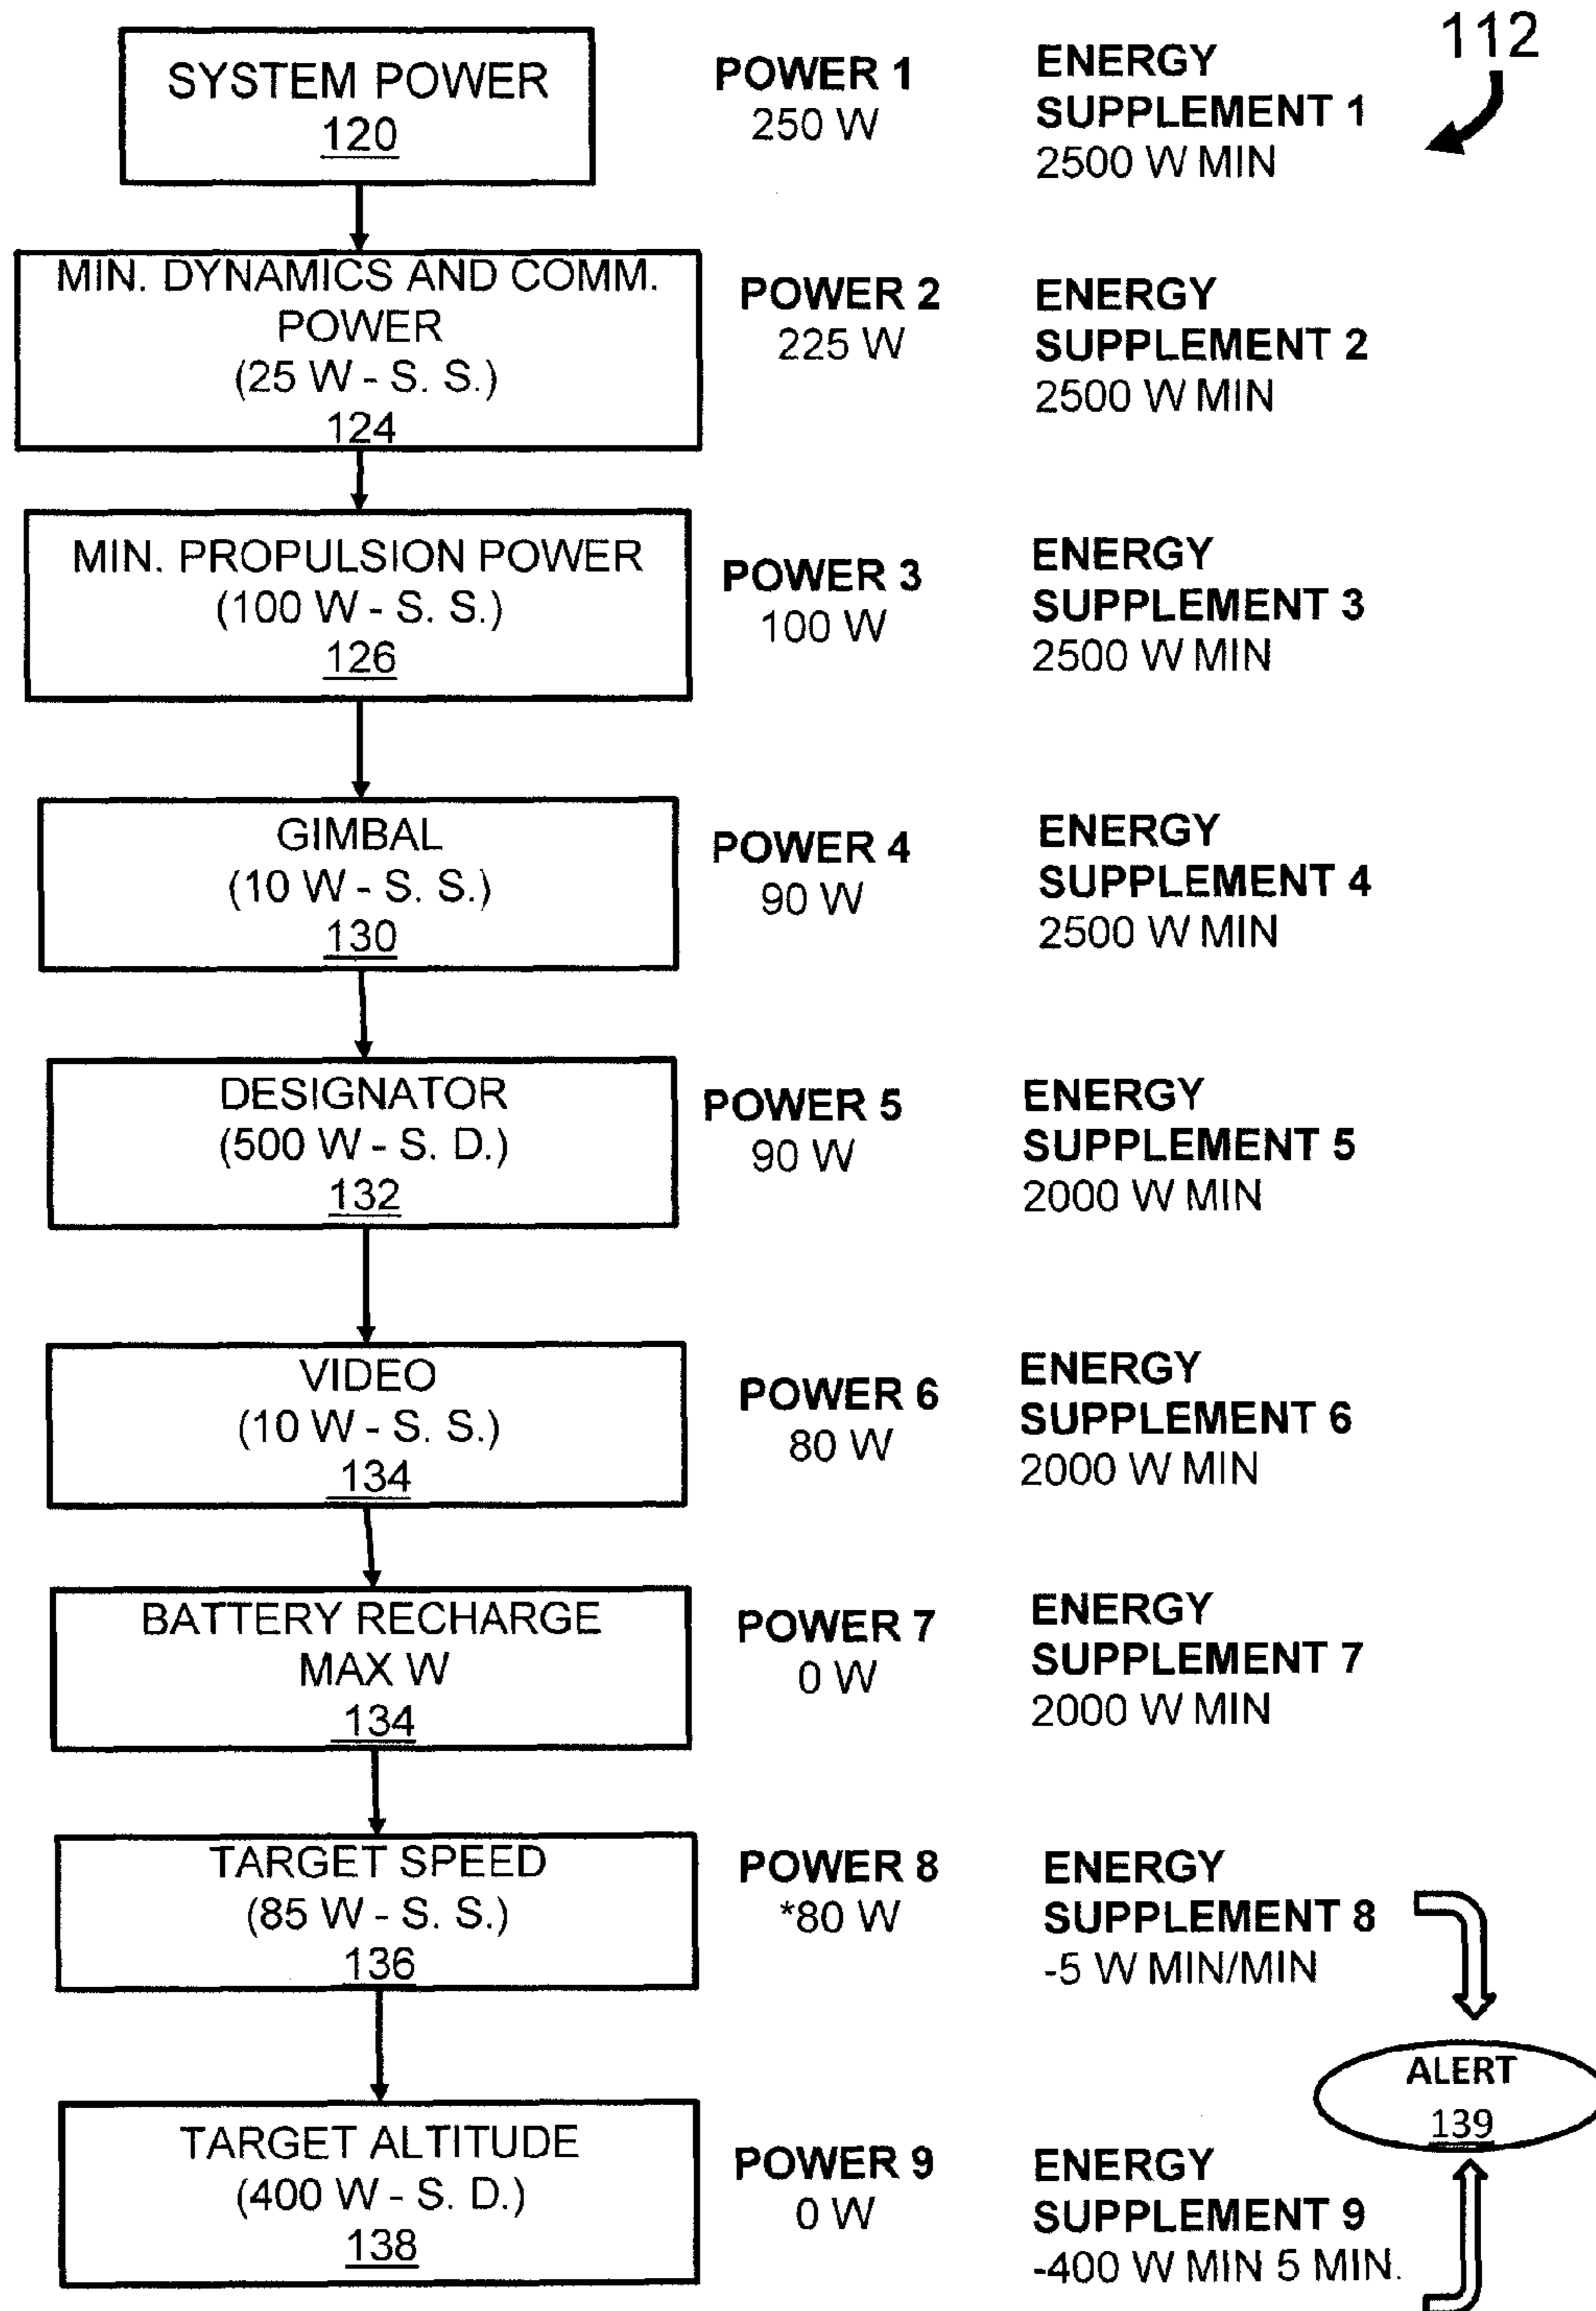 112
SYSTEM POWER
120
POWER 1
250 W
ENERGY
SUPPLEMENT 1
2500 W MIN
MIN. DYNAMICS AND COMM.
POWER
(25 W - S. S.)
124
POWER 2
225 W
ENERGY
SUPPLEMENT 2
2500 W MIN
MIN. PROPULSION POWER
(100 W - S. S.)
126
POWER 3
100 W
ENERGY
SUPPLEMENT 3
2500 W MIN
GIMBAL
(10 W - S. S.)
130
POWER 4
90 W
ENERGY
SUPPLEMENT 4
2500 W MIN
DESIGNATOR
(500 W - S. D.)
132
POWER 5
90 W
ENERGY
SUPPLEMENT 5
2000 W MIN
VIDEO
(10 W - S. S.)
134
POWER 6
80 W
ENERGY
SUPPLEMENT 6
2000 W MIN
BATTERY RECHARGE
MAX W
134
POWER 7
0 W
ENERGY
SUPPLEMENT 7
2000 W MIN
TARGET SPEED
(85 W - S. S.)
136
POWER 8
*80 W
ENERGY
SUPPLEMENT 8
-5 W MIN/MIN
ALERT
139
TARGET ALTITUDE
(400 W - S. D.)
138
POWER 9
0 W
ENERGY
SUPPLEMENT 9
-400 W MIN 5 MIN.